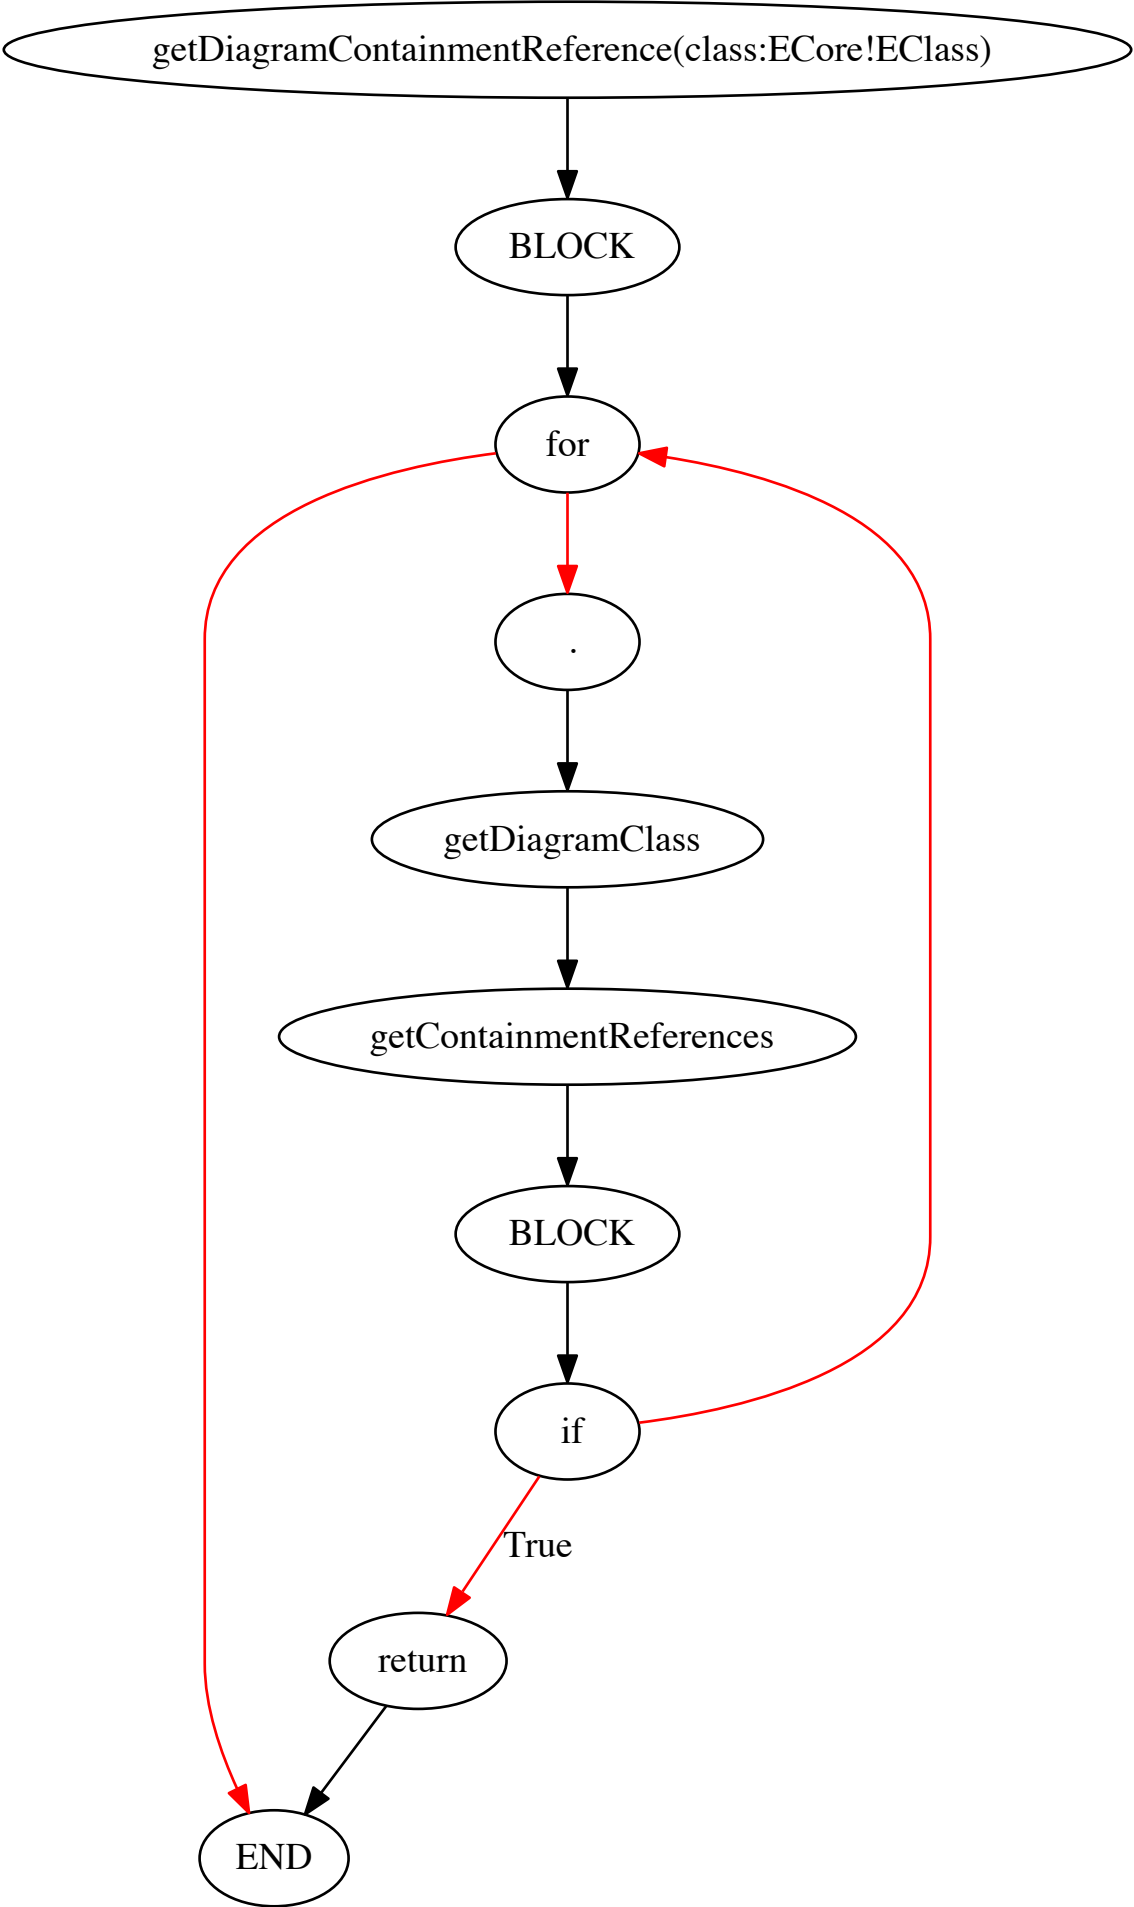 getDiagramContainmentReference(class:ECore!EClass)
BLOCK
for
.
getDiagramClass
getContainmentReferences
BLOCK
if
True
return
END